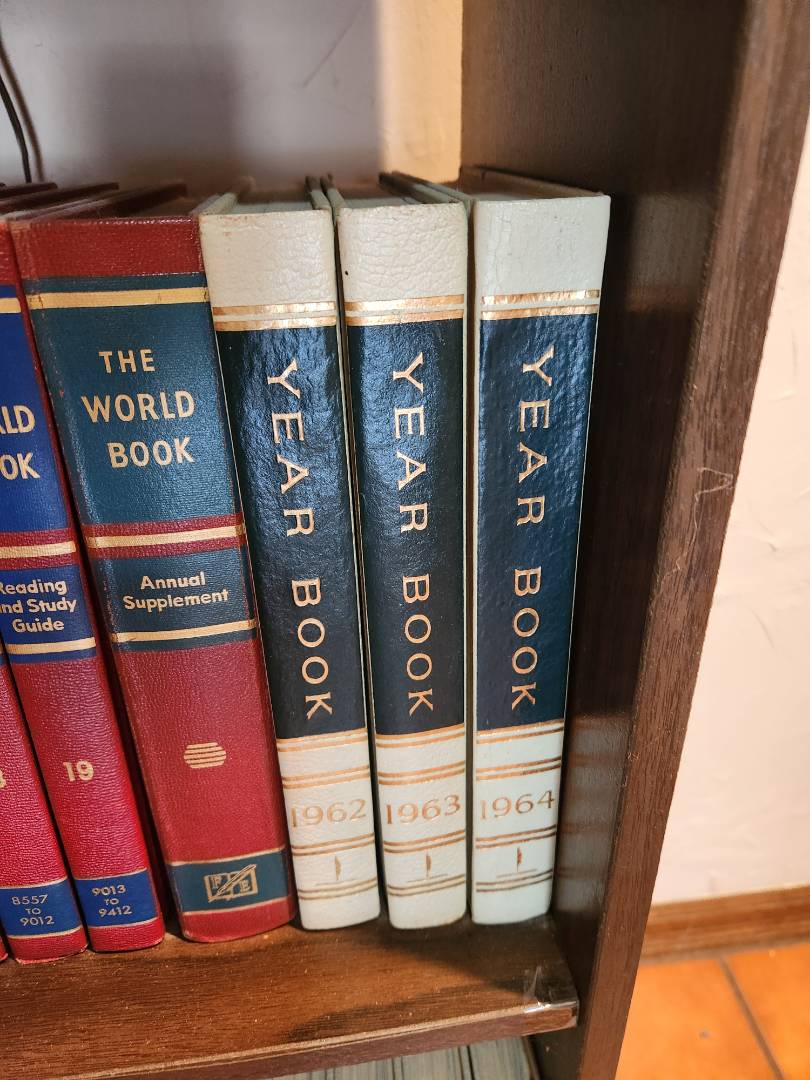 LD
OK
Reading
and Study
Guide
19
8557
TO
9012
9013
TO
9412
THE
WORLD
BOOK
Annual
Supplement
F E
YEAR BOOK
1962
YEAR BOOK
1963
YEAR BOOK
1964